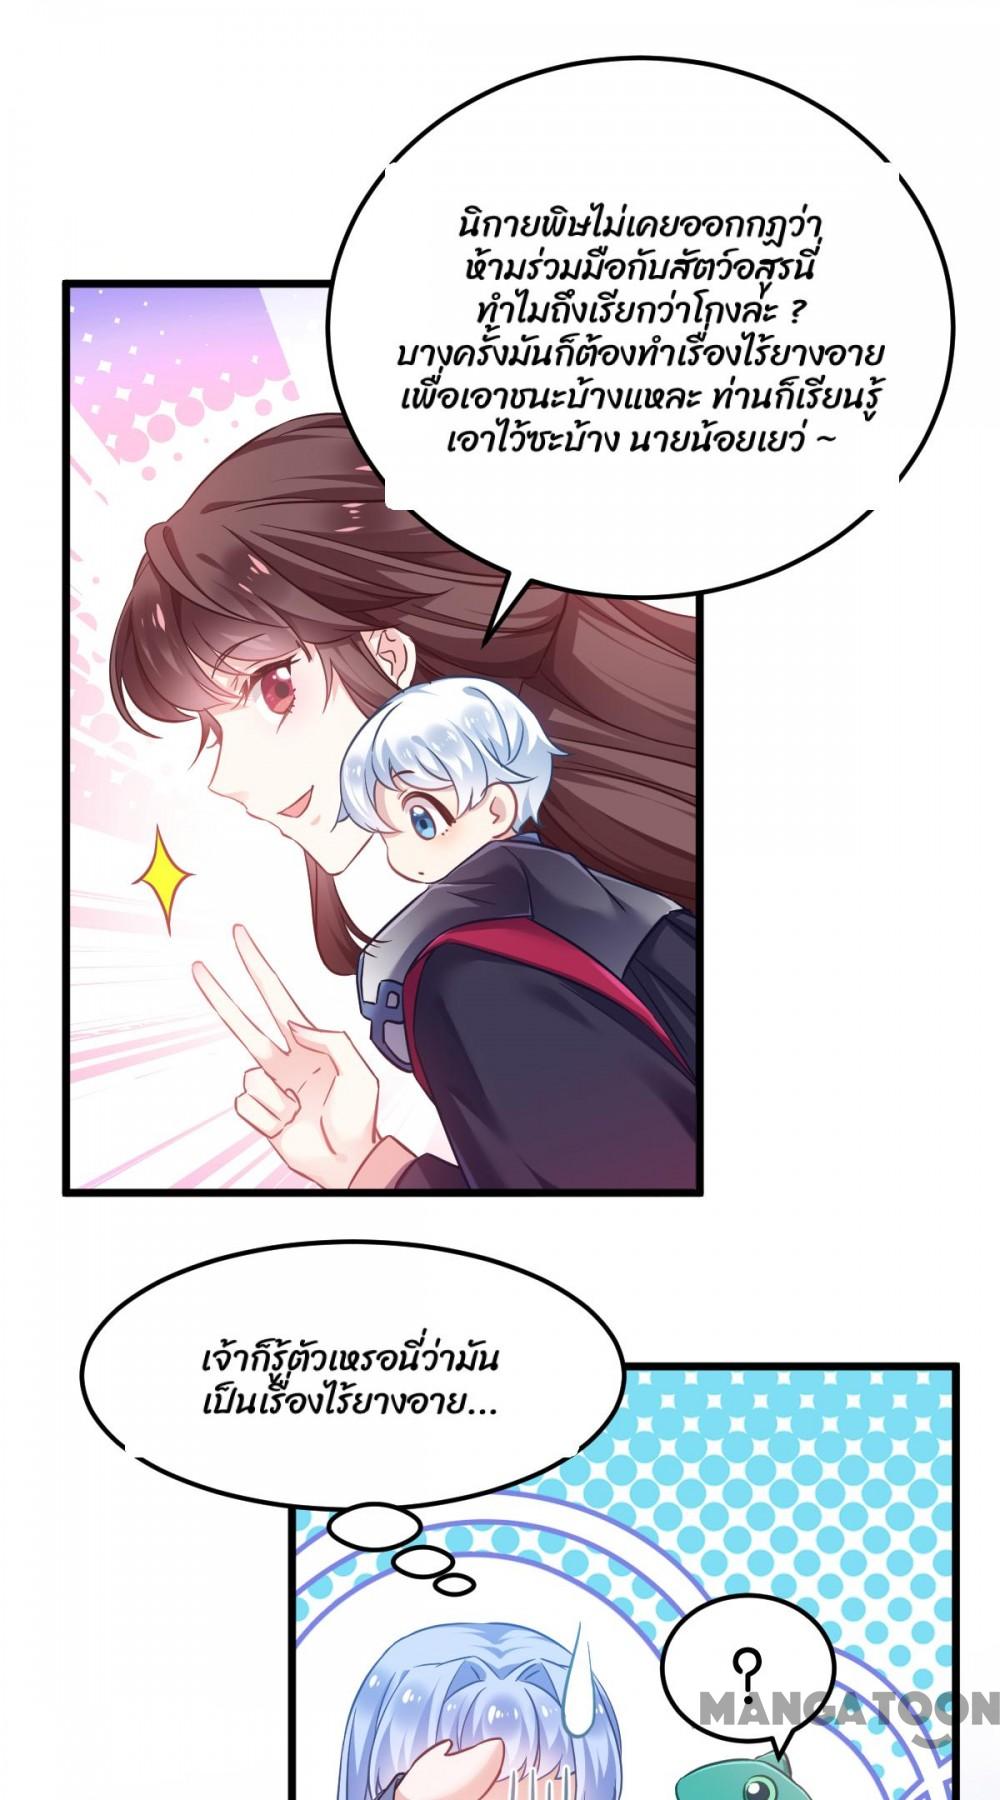 นิกายพิษไม่เคยออกกฏว่า
ห้ามร่วมมือกับสัตว์อสูรนี่
ทำไมถึงเรียกว่าโกงล่ะ ?
บางครั้งมันก็ต้องทำเรื่องไร้ยางอาย
เพื่อเอาชนะบ้างแหละ ท่านก็เรียนรู้
เอาไว้ซะบ้าง นายน้อยเยว่ ~
เจ้าก็รู้ตัวเหรอนี่ว่ามัน
เป็นเรื่องไร้ยางอาย...
?
MANGATOON